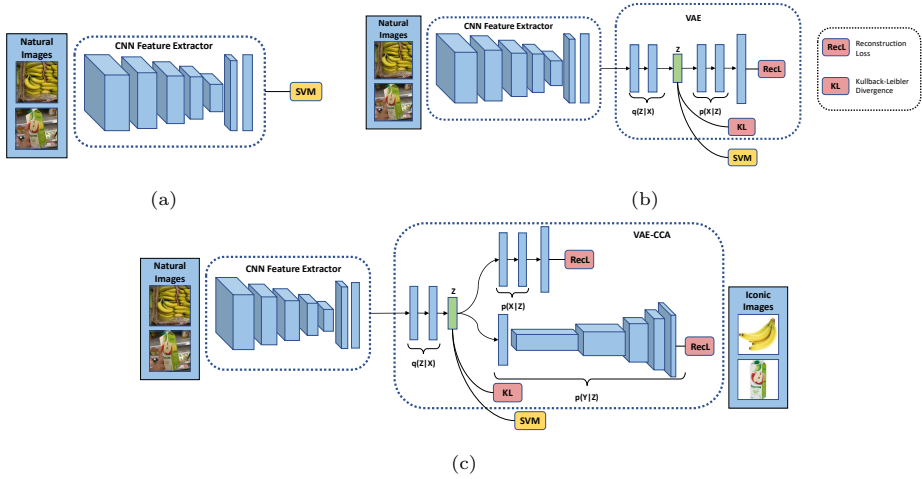 Natural
Images
CNN Feature Extractor
SVM
(a)
Natural
Images
CNN Feature Extractor
VAE
Z
q(Z|X)
p(X|Z)
RecL
KL
SVM
(b)
RecL
Reconstruction
Loss
KL
Kullback-Leibler
Divergence
Natural
Images
CNN Feature Extractor
VAE-CCA
Z
q(Z|X)
p(X|Z)
RecL
RecL
p(Y|Z)
KL
SVM
Iconic
Images
(c)